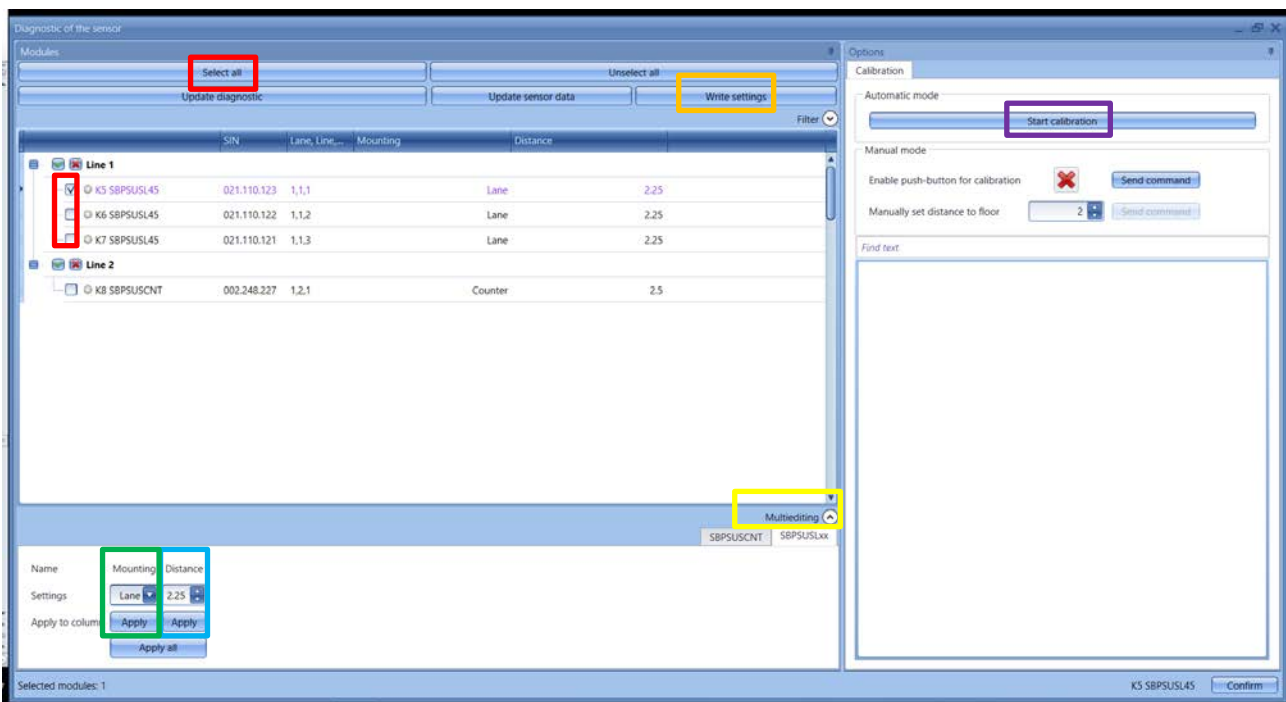 Diagnostic of the sensor
Modules
Select all Unselect all
Update diagnostic Update sensor data Write settings
Filter
SIN Lane, Line,... Mounting Distance
Line 1
K5 SBPSUSL45 021.110.123 1,1,1 Lane 2.25
K6 SBPSUSL45 021.110.122 1,1,2 Lane 2.25
K7 SBPSUSL45 021.110.121 1,1,3 Lane 2.25
Line 2
K8 SBPSUSCNT 002.248.227 1,2,1 Counter 2.5
Multiediting
SBPSUSCNT SBPSUSLxx
Name Mounting Distance
Settings Lane 2.25
Apply to colum Apply Apply
Apply all
Selected modules: 1
Options
Calibration
Automatic mode
Start calibration
Manual mode
Enable push-button for calibration Send command
Manually set distance to floor 2 Send command
Find text
K5 SBPSUSL45 Confirm